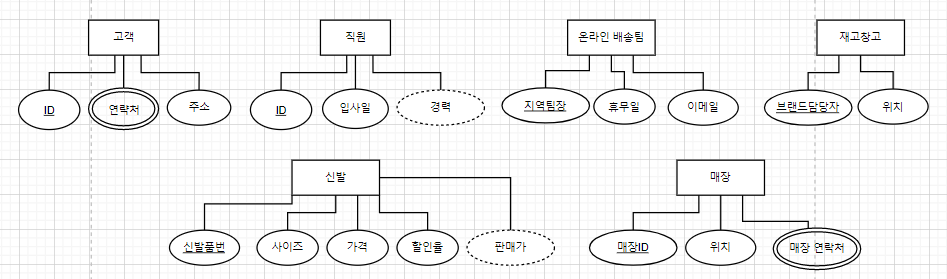 고객
직원
온라인 배송팀
재고창고
ID
연락처
주소
ID
입사일
경력
지역팀장
휴무일
이메일
브랜드담당자
위치
신발
매장
신발품번
사이즈
가격
할인율
판매가
매장ID
위치
매장 연락처